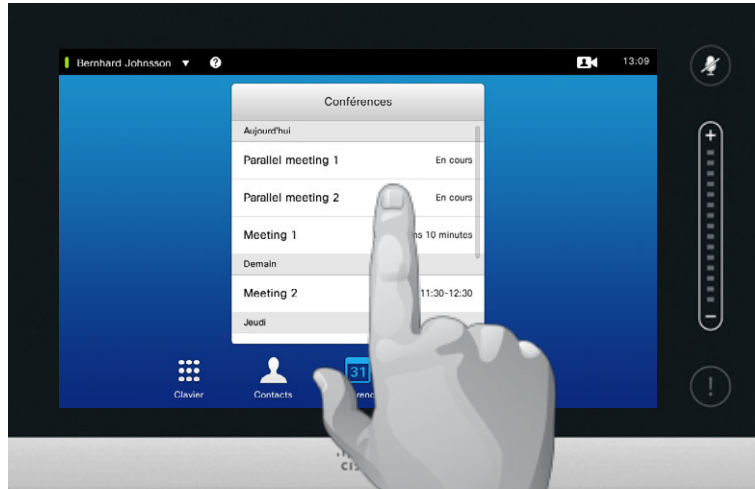 Bernhard Johnsson
?
13:09
Conférences
Aujourd'hui
Parallel meeting 1 En cours
Parallel meeting 2 En cours
Meeting 1 10 minutes
Demain
Meeting 2 11:30-12:30
Jeudi
31
Clavier Contacts
+
−
!